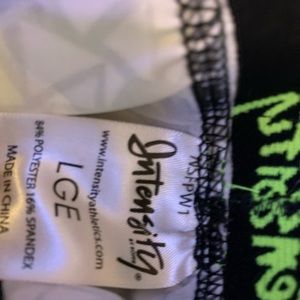 Intensity
www.intensityathletics.com
LGE
84% POLYESTER 16% SPANDEX
MADE IN CHINA